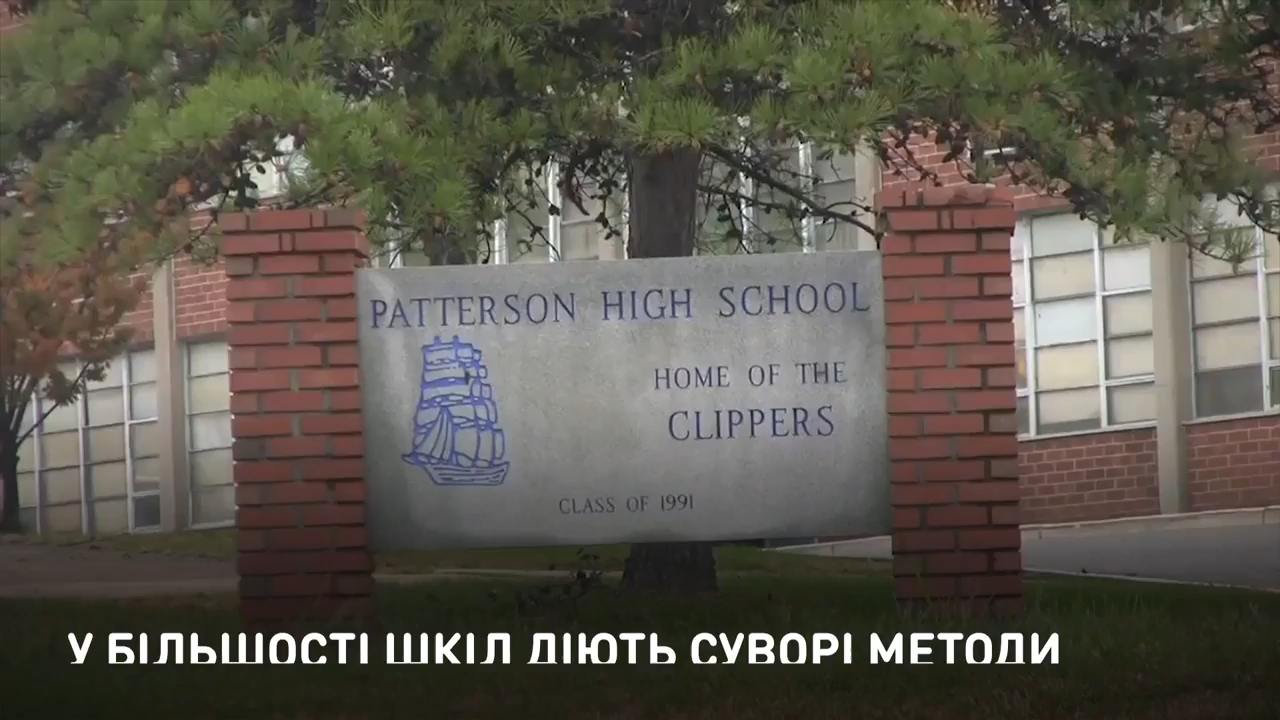 PATTERSON HIGH SCHOOL
HOME OF THE
CLIPPERS
CLASS OF 1991
У БІЛЬШОСТІ ШКІЛ ДІЮТЬ СУВОРІ МЕТОДИ